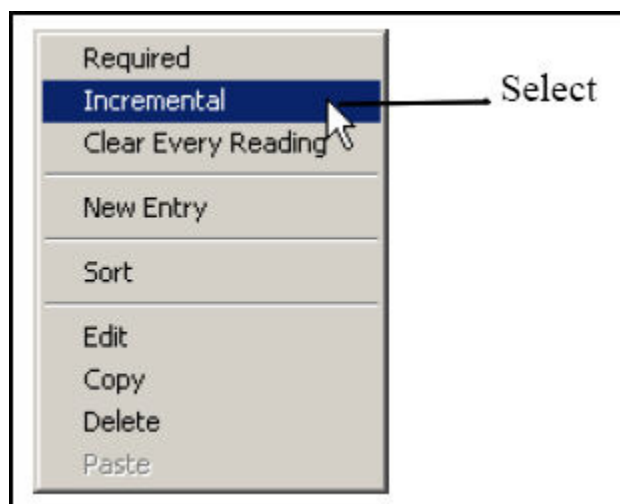 Required
Incremental
Select
Clear Every Reading
New Entry
Sort
Edit
Copy
Delete
Paste